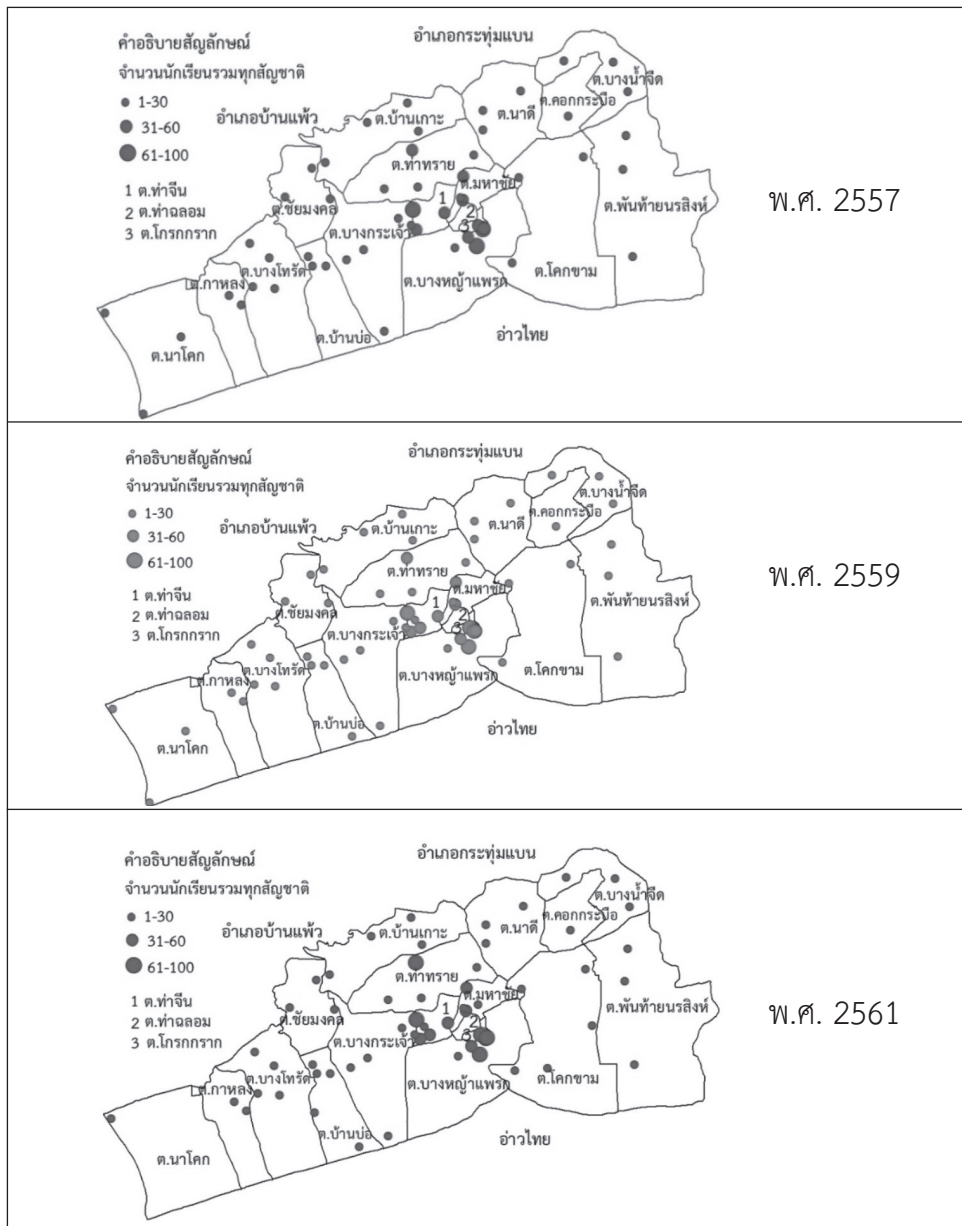 อำเภอกระทุ่มแบน
คำอธิบายสัญลักษณ์
จำนวนนักเรียนรวมทุกสัญชาติ
1-30
31-60
61-100
1 ต.ท่าจีน
2 ต.ท่าฉลอม
3 ต.โกรกกราก
อำเภอบ้านแพ้ว
ต.บางน้ำจืด
ต.คอกกระบือ
ต.นาดี
ต.บ้านเกาะ
ต.ท่าทราย
ต.มหาชัย
1
2
3
ต.พันท้ายนรสิงห์
ต.ชัยมงคล
ต.บางกระเจ้า
ต.บางหญ้าแพรก
ต.โคกขาม
ต.บางโทรัด
ต.กาหลง
ต.บ้านบ่อ
ต.นาโคก
อ่าวไทย
พ.ศ. 2557
อำเภอกระทุ่มแบน
คำอธิบายสัญลักษณ์
จำนวนนักเรียนรวมทุกสัญชาติ
1-30
31-60
61-100
1 ต.ท่าจีน
2 ต.ท่าฉลอม
3 ต.โกรกกราก
อำเภอบ้านแพ้ว
ต.บางน้ำจืด
ต.คอกกระบือ
ต.นาดี
ต.บ้านเกาะ
ต.ท่าทราย
ต.มหาชัย
1
2
3
ต.พันท้ายนรสิงห์
ต.ชัยมงคล
ต.บางกระเจ้า
ต.บางหญ้าแพรก
ต.โคกขาม
ต.บางโทรัด
ต.กาหลง
ต.บ้านบ่อ
ต.นาโคก
อ่าวไทย
พ.ศ. 2559
อำเภอกระทุ่มแบน
คำอธิบายสัญลักษณ์
จำนวนนักเรียนรวมทุกสัญชาติ
1-30
31-60
61-100
1 ต.ท่าจีน
2 ต.ท่าฉลอม
3 ต.โกรกกราก
อำเภอบ้านแพ้ว
ต.บางน้ำจืด
ต.คอกกระบือ
ต.นาดี
ต.บ้านเกาะ
ต.ท่าทราย
ต.มหาชัย
1
2
3
ต.พันท้ายนรสิงห์
ต.ชัยมงคล
ต.บางกระเจ้า
ต.บางหญ้าแพรก
ต.โคกขาม
ต.บางโทรัด
ต.กาหลง
ต.บ้านบ่อ
ต.นาโคก
อ่าวไทย
พ.ศ. 2561